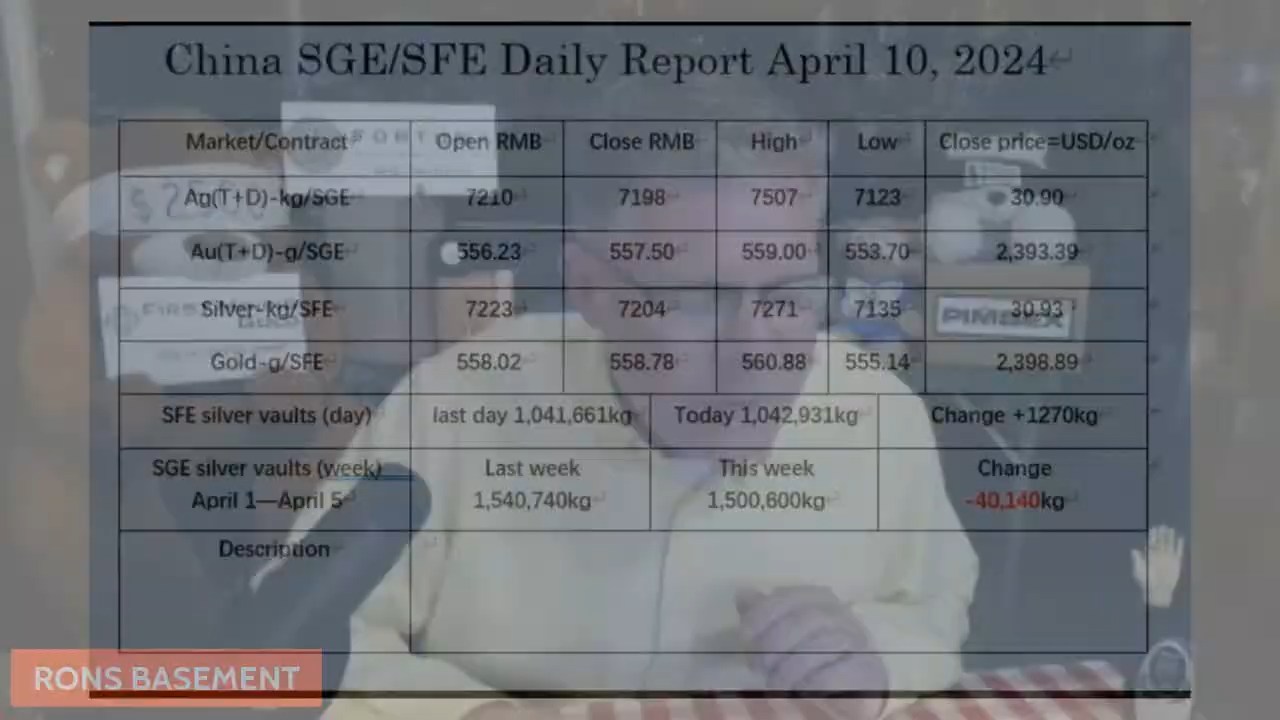 China SGE/SFE Daily Report April 10, 2024
Market/Contract Open RMB Close RMB High Low Close price=USD/oz
Ag(T+D)-kg/SGE 7210 7198 7507 7123 30.90
Au(T+D)-g/SGE 556.23 557.50 559.00 553.70 2,393.39
Silver-kg/SFE 7223 7204 7271 7135 30.93
Gold-g/SFE 558.02 558.78 560.88 555.14 2,398.89
SFE silver vaults (day) last day 1,041,661kg Today 1,042,931kg Change +1270kg
SGE silver vaults (week) Last week This week Change
April 1—April 5 1,540,740kg 1,500,600kg -40,140kg
Description
PIMBEX
RONS BASEMENT